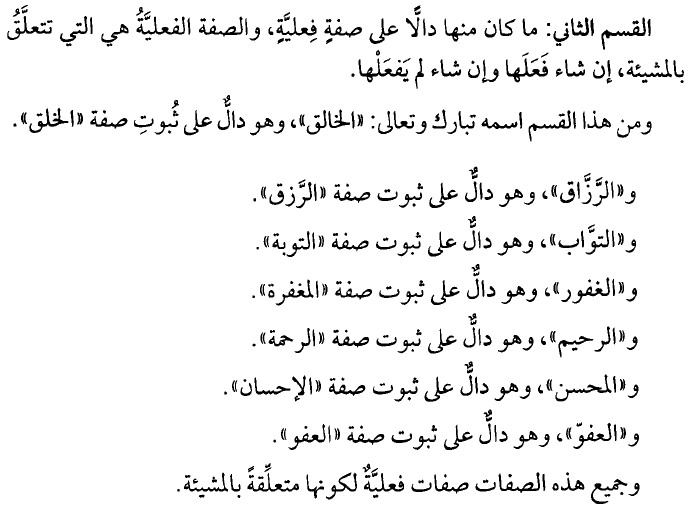 القسم الثاني: ما كان منها دالًّا على صفةٍ فِعليَّةٍ، والصفة الفعليَّةُ هي التي تتعلَّقُ
بالمشيئة، إن شاء فَعَلَها وإن شاء لم يَفعَلْها.
ومن هذا القسم اسمه تبارك وتعالى: «الخالق»، وهو دالٌّ على ثُبوتِ صفة «الخلق».
و«الرَّزَّاق»، وهو دالٌّ على ثبوت صفة «الرَّزق».
و«التوَّاب»، وهو دالٌّ على ثبوت صفة «التوبة».
و«الغفور»، وهو دالٌّ على ثبوت صفة «المغفرة».
و«الرحيم»، وهو دالٌّ على ثبوت صفة «الرحمة».
و«المحسن»، وهو دالٌّ على ثبوت صفة «الإحسان».
و«العفوّ»، وهو دالٌّ على ثبوت صفة «العفو».
وجميع هذه الصفات صفات فعليَّةٌ لكونها متعلِّقةً بالمشيئة.